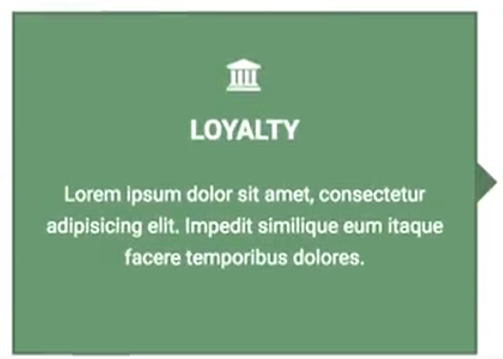 LOYALTY
Lorem ipsum dolor sit amet, consectetur
adipisicing elit. Impedit similique eum itaque
facere temporibus dolores.